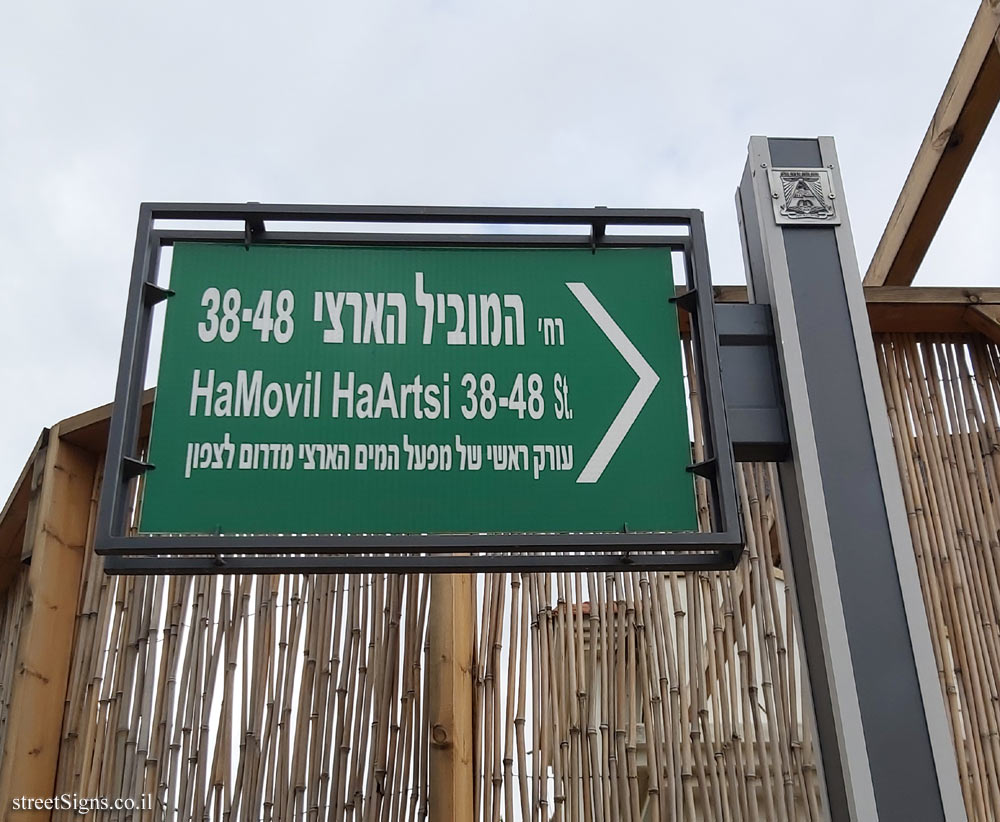 רח' המוביל הארצי 38-48
HaMovil HaArtsi 38-48 St.
עורק ראשי של מפעל המים הארצי מדרום לצפון
streetSigns.co.il